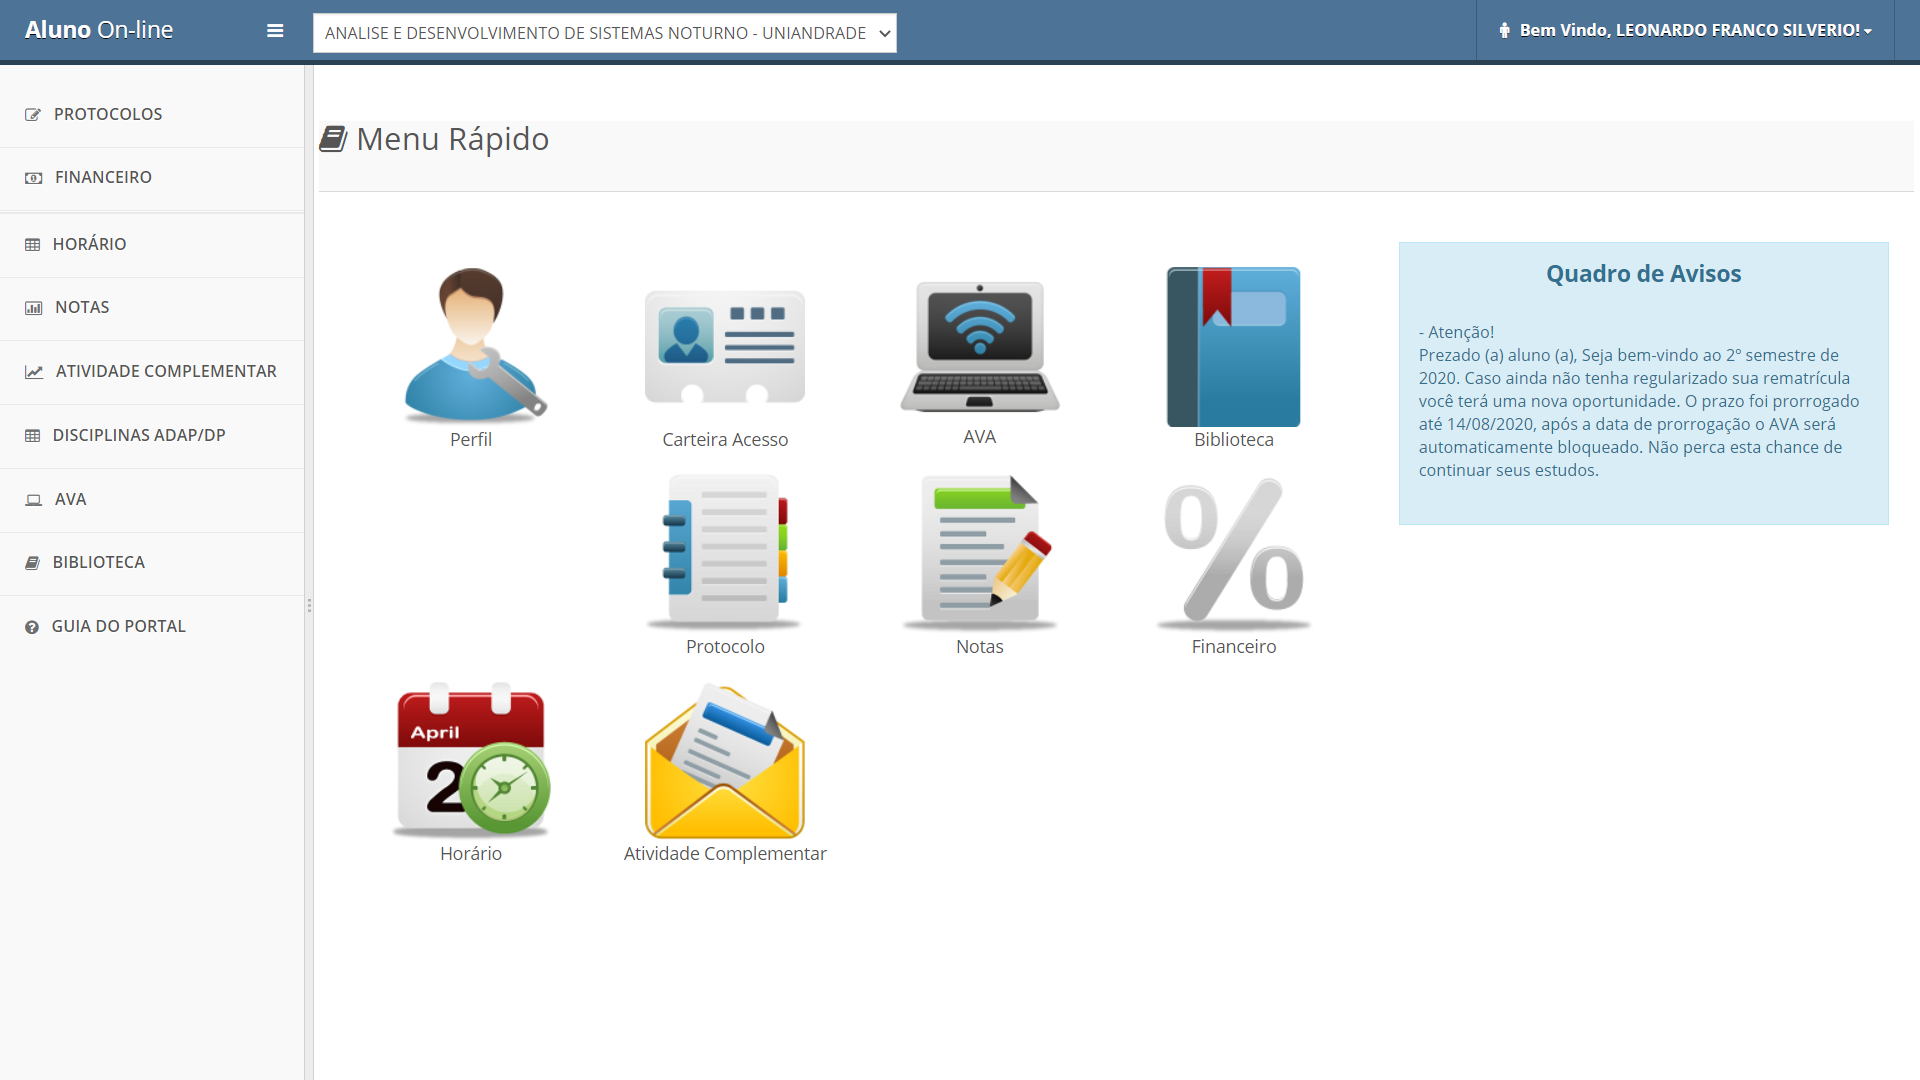 Aluno On-line
ANALISE E DESENVOLVIMENTO DE SISTEMAS NOTURNO - UNIANDRADE
Bem Vindo, LEONARDO FRANCO SILVERIO!
PROTOCOLOS
FINANCEIRO
HORÁRIO
NOTAS
ATIVIDADE COMPLEMENTAR
DISCIPLINAS ADAP/DP
AVA
BIBLIOTECA
GUIA DO PORTAL
Menu Rápido
Perfil
Carteira Acesso
AVA
Biblioteca
Protocolo
Notas
Financeiro
April
2
Horário
Atividade Complementar
Quadro de Avisos
- Atenção!
Prezado (a) aluno (a), Seja bem-vindo ao 2º semestre de
2020. Caso ainda não tenha regularizado sua rematrícula
você terá uma nova oportunidade. O prazo foi prorrogado
até 14/08/2020, após a data de prorrogação o AVA será
automaticamente bloqueado. Não perca esta chance de
continuar seus estudos.